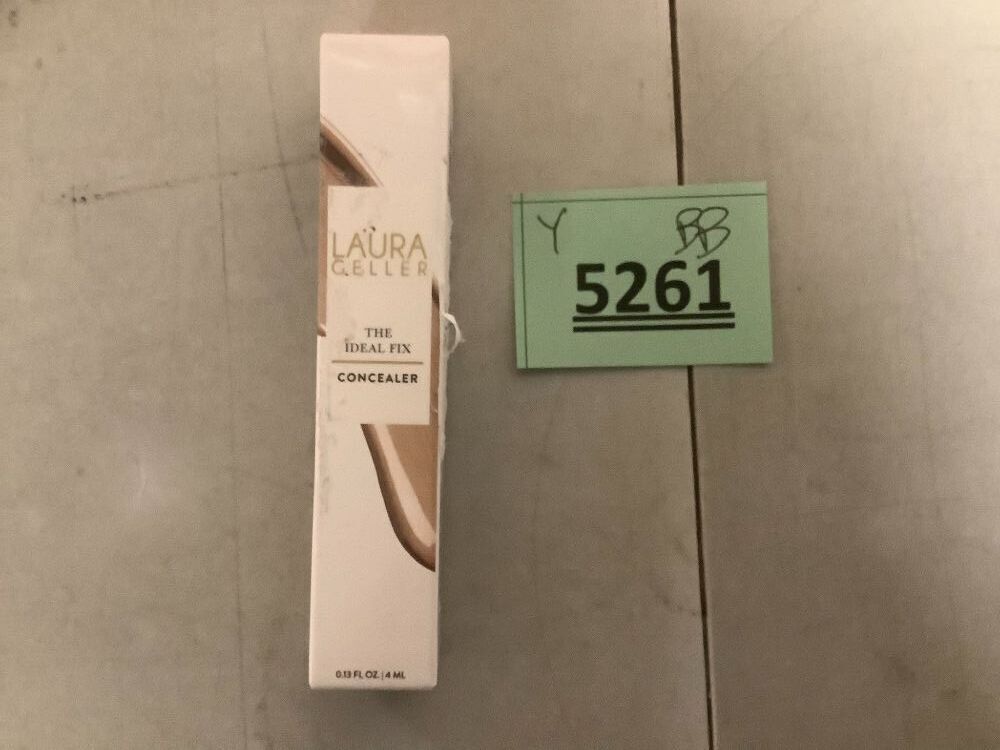 LAURA
GELLER
THE
IDEAL FIX
CONCEALER
0.13 FL OZ. | 4 ML
Y BB
5261